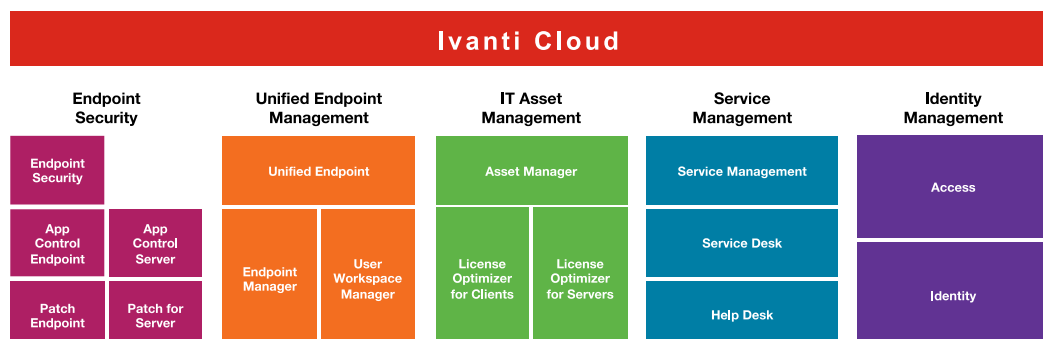 Ivanti Cloud
Endpoint
Security
Unified Endpoint
Management
IT Asset
Management
Service
Management
Identity
Management
Endpoint
Security
App
Control
Endpoint
App
Control
Server
Patch
Endpoint
Patch for
Server
Unified Endpoint
Endpoint
Manager
User
Workspace
Manager
Asset Manager
License
Optimizer
for Clients
License
Optimizer
for Servers
Service Management
Service Desk
Help Desk
Access
Identity